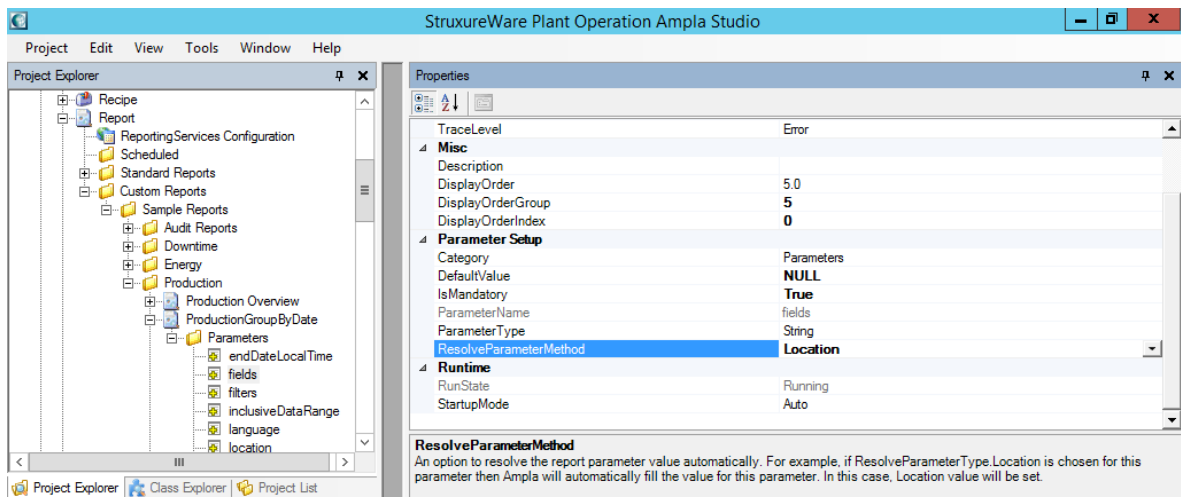 StruxureWare Plant Operation Ampla Studio
Project Edit View Tools Window Help
Project Explorer
Recipe
Report
ReportingServices Configuration
Scheduled
Standard Reports
Custom Reports
Sample Reports
Audit Reports
Downtime
Energy
Production
Production Overview
ProductionGroupByDate
Parameters
endDateLocalTime
fields
filters
inclusiveDataRange
language
location
Project Explorer Class Explorer Project List
Properties
TraceLevel Error
Misc
Description
DisplayOrder 5.0
DisplayOrderGroup 5
DisplayOrderIndex 0
Parameter Setup
Category Parameters
DefaultValue NULL
IsMandatory True
ParameterName fields
ParameterType String
ResolveParameterMethod Location
Runtime
RunState Running
StartupMode Auto
ResolveParameterMethod
An option to resolve the report parameter value automatically. For example, if ResolveParameterType.Location is chosen for this
parameter then Ampla will automatically fill the value for this parameter. In this case, Location value will be set.